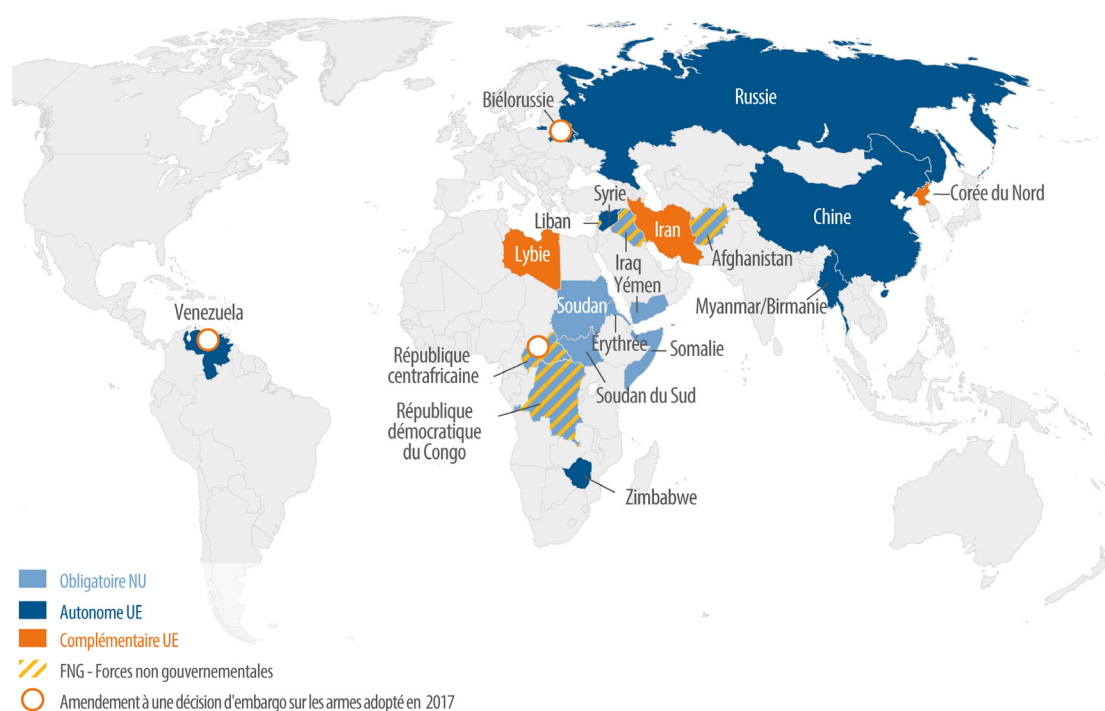 Biélorussie
Russie
Syrie
Corée du Nord
Liban
Iran
Chine
Lybie
Iraq
Afghanistan
Yémen
Soudan
Myanmar/Birmanie
Venezuela
Érythrée
Somalie
République
centrafricaine
Soudan du Sud
République
démocratique
du Congo
Zimbabwe
Obligatoire NU
Autonome UE
Complémentaire UE
FNG - Forces non gouvernementales
Amendement à une décision d'embargo sur les armes adopté en 2017